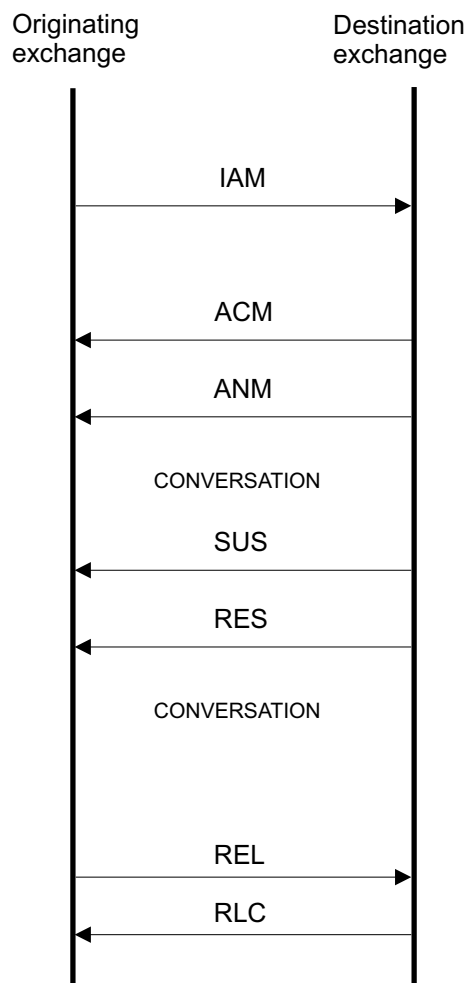 Originating
exchange
Destination
exchange
IAM
ACM
ANM
CONVERSATION
SUS
RES
CONVERSATION
REL
RLC